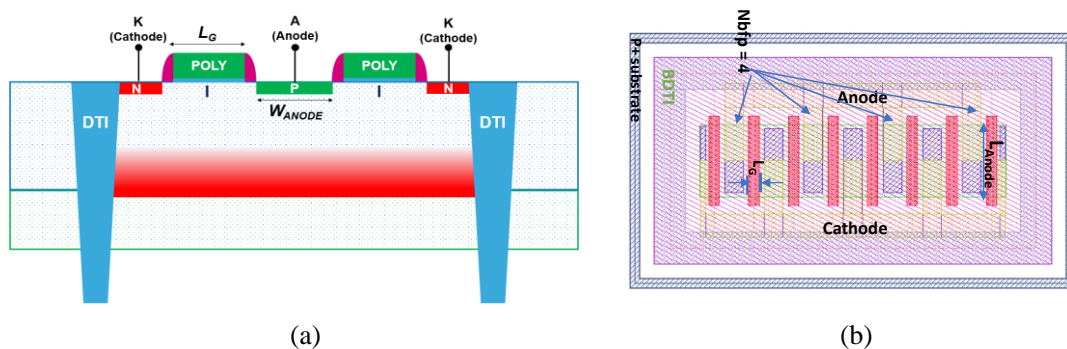 K
(Cathode)
L_G
A
(Anode)
K
(Cathode)
POLY
POLY
N
I
P
I
N
W_ANODE
DTI
DTI
(a)
Nbfp = 4
P+ substrate
BDTI
Anode
L_G
L_Anode
Cathode
(b)